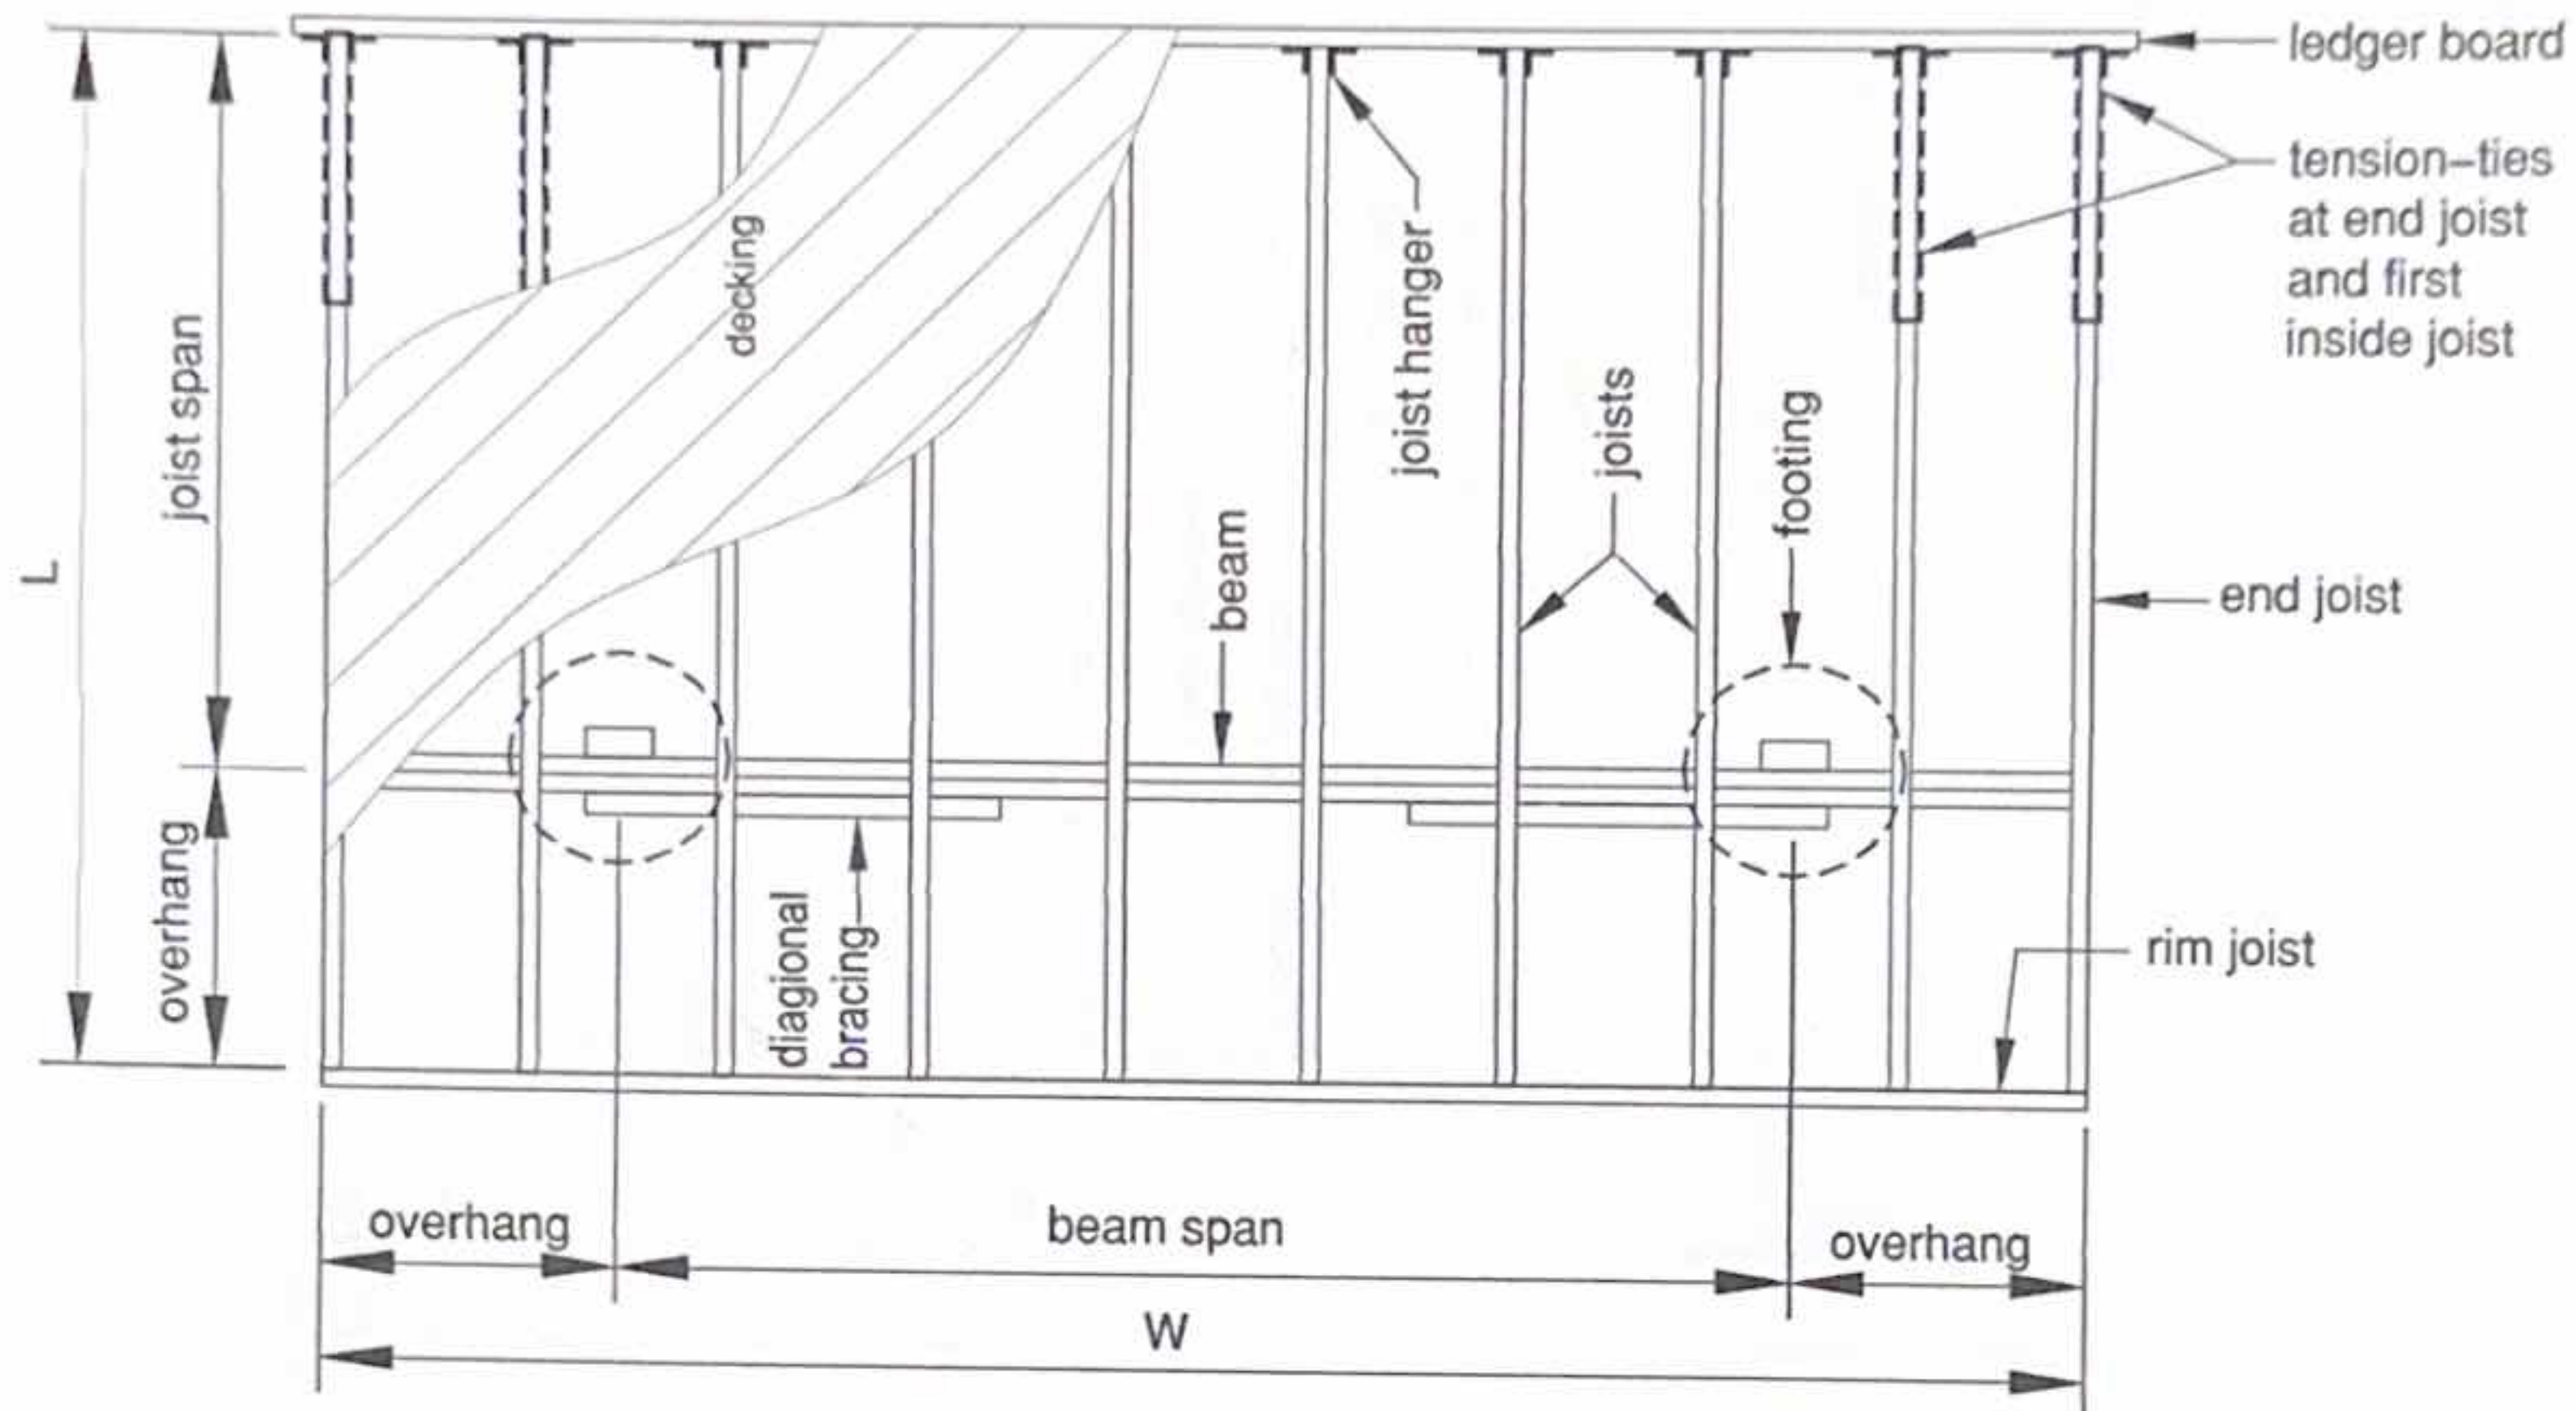 ledger board
tension-ties
at end joist
and first
inside joist
decking
joist hanger
joist span
joists
footing
beam
L
end joist
overhang
diagional
bracing
rim joist
overhang
beam span
overhang
W